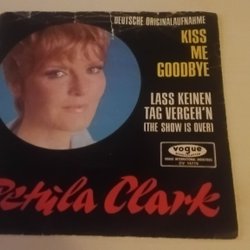 DEUTSCHE ORIGINALAUFNAHME
KISS
ME
GOODBYE
LASS KEINEN
TAG VERGEH'N
(THE SHOW IS OVER)
vogue
Petula Clark